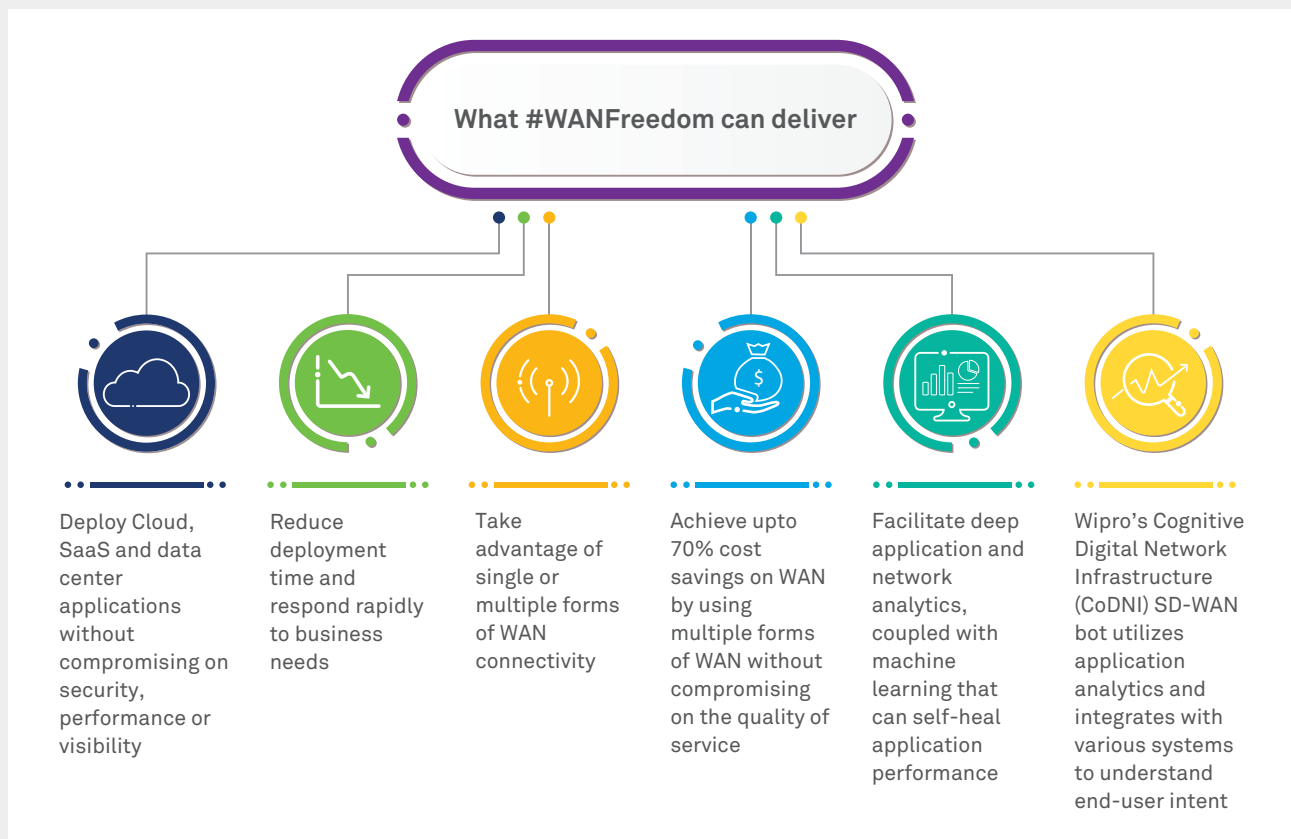 What #WANFreedom can deliver
$
Deploy Cloud,
SaaS and data
center
applications
without
compromising on
security,
performance or
visibility
Reduce
deployment
time and
respond rapidly
to business
needs
Take
advantage of
single or
multiple forms
of WAN
connectivity
Achieve upto
70% cost
savings on WAN
by using
multiple forms
of WAN without
compromising
on the quality of
service
Facilitate deep
application and
network
analytics,
coupled with
machine
learning that
can self-heal
application
performance
Wipro’s Cognitive
Digital Network
Infrastructure
(CoDNI) SD-WAN
bot utilizes
application
analytics and
integrates with
various systems
to understand
end-user intent